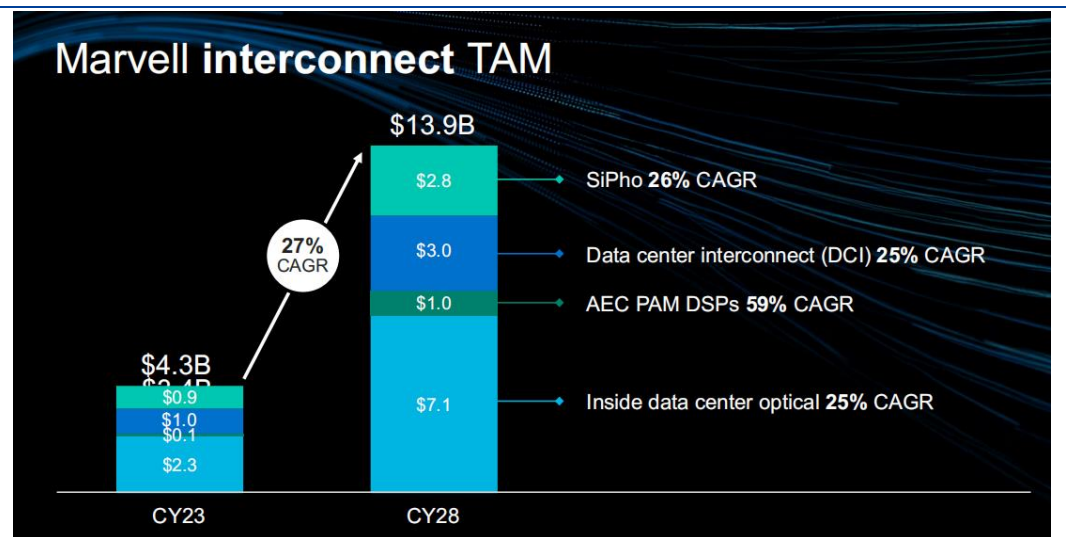 Marvell interconnect TAM
$13.9B
$2.8
SiPho 26% CAGR
27%
CAGR
$3.0
Data center interconnect (DCI) 25% CAGR
$1.0
AEC PAM DSPs 59% CAGR
$4.3B
$0.9
$1.0
$0.1
$7.1
Inside data center optical 25% CAGR
$2.3
CY23
CY28